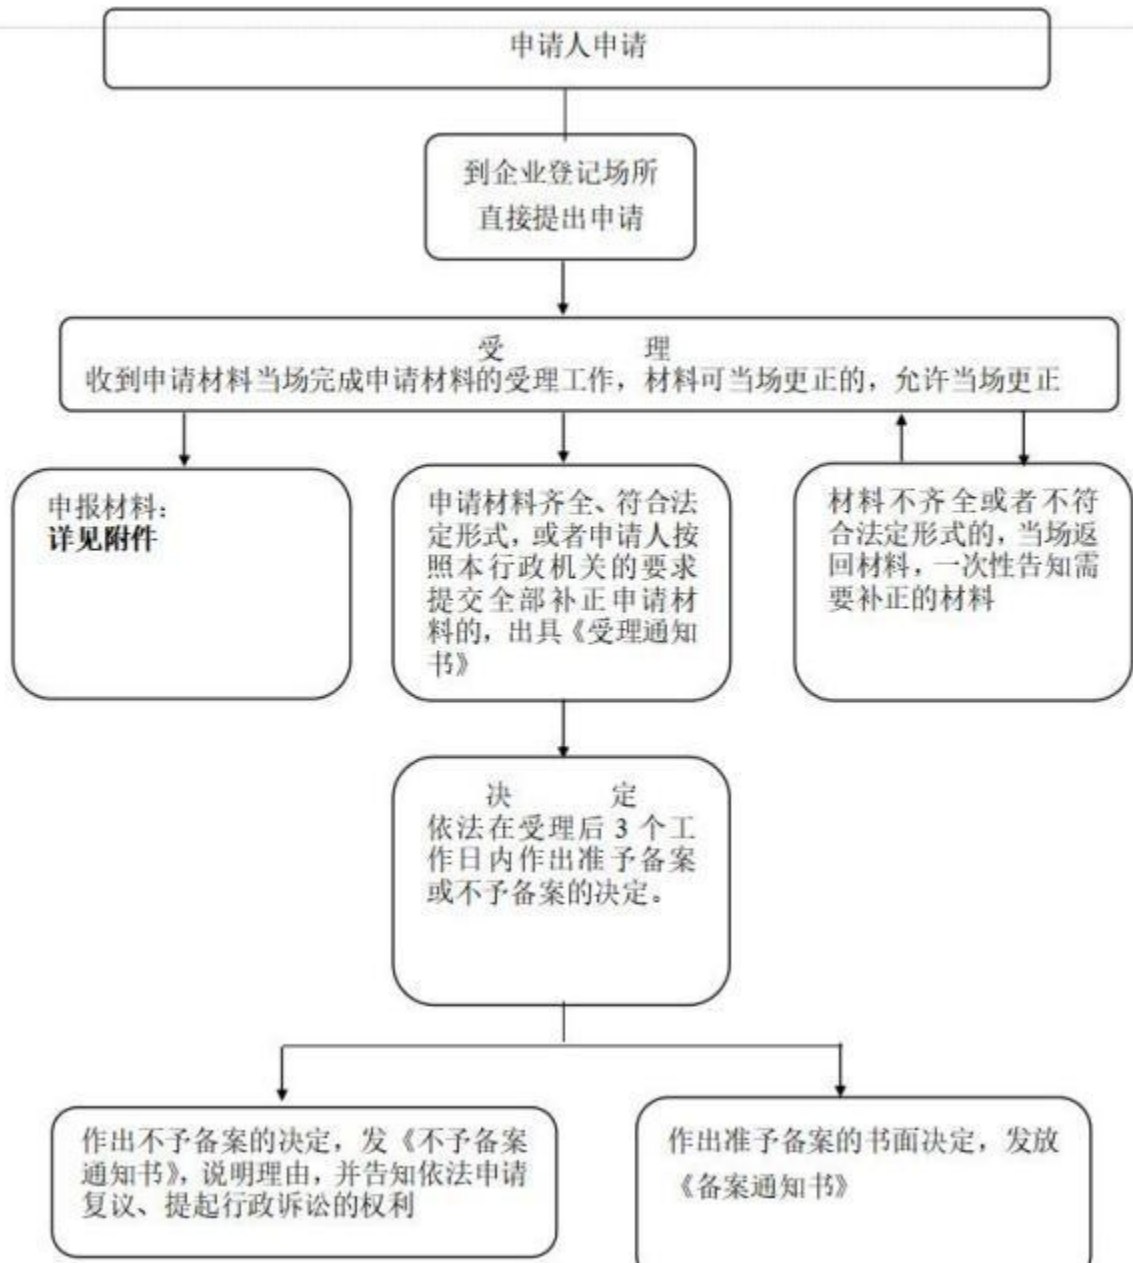 申请人申请
到企业登记场所
直接提出申请
受 理
收到申请材料当场完成申请材料的受理工作，材料可当场更正的，允许当场更正
申报材料：
详见附件
申请材料齐全、符合法
定形式，或者申请人按
照本行政机关的要求
提交全部补正申请材
料的，出具《受理通知
书》
材料不齐全或者不符
合法定形式的，当场返
回材料，一次性告知需
要补正的材料
决 定
依法在受理后 3 个工
作日内作出准予备案
或不予备案的决定。
作出不予备案的决定，发《不予备案
通知书》，说明理由，并告知依法申请
复议、提起行政诉讼的权利
作出准予备案的书面决定，发放
《备案通知书》